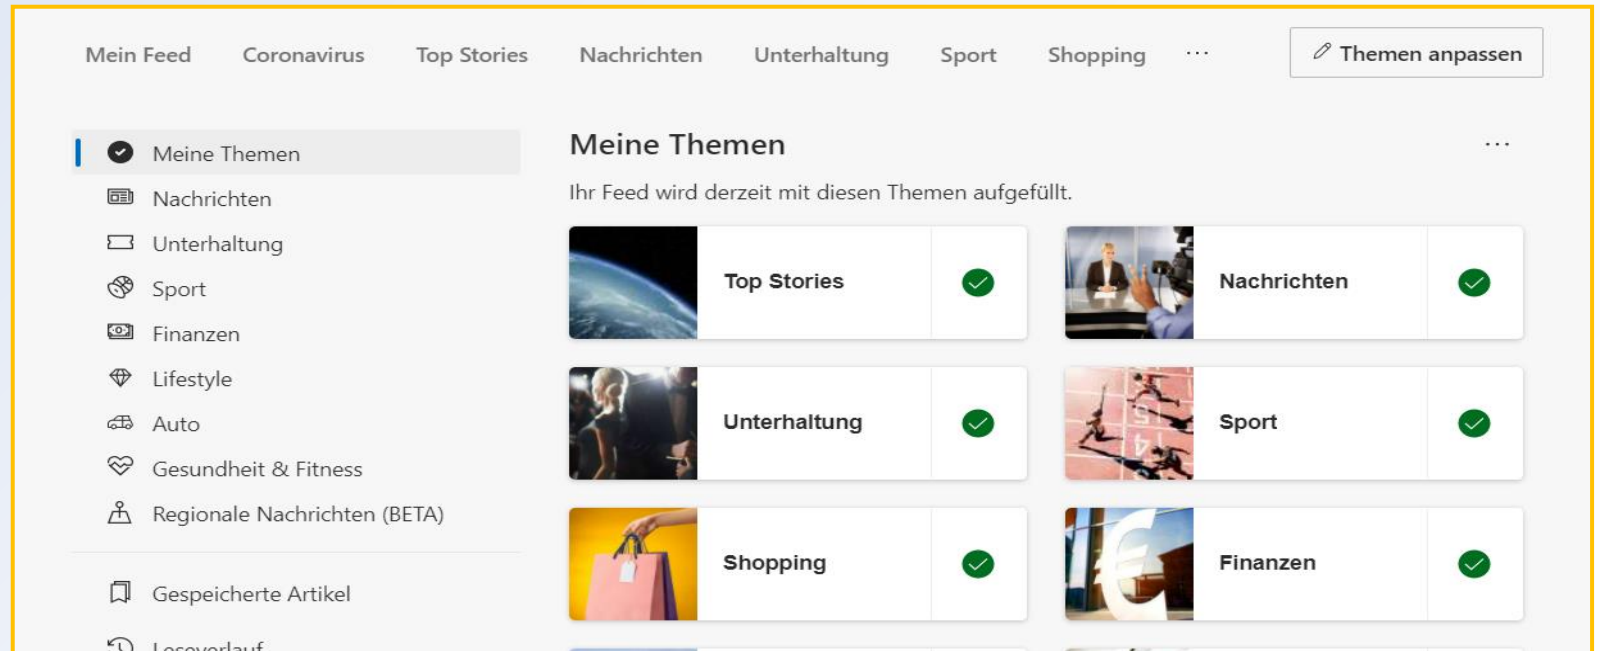 Mein Feed Coronavirus Top Stories Nachrichten Unterhaltung Sport Shopping ... Themen anpassen
Meine Themen
Nachrichten
Unterhaltung
Sport
Finanzen
Lifestyle
Auto
Gesundheit & Fitness
Regionale Nachrichten (BETA)
Gespeicherte Artikel
Leseverlauf
Meine Themen ...
Ihr Feed wird derzeit mit diesen Themen aufgefüllt.
Top Stories
Nachrichten
Unterhaltung
Sport
Shopping
Finanzen